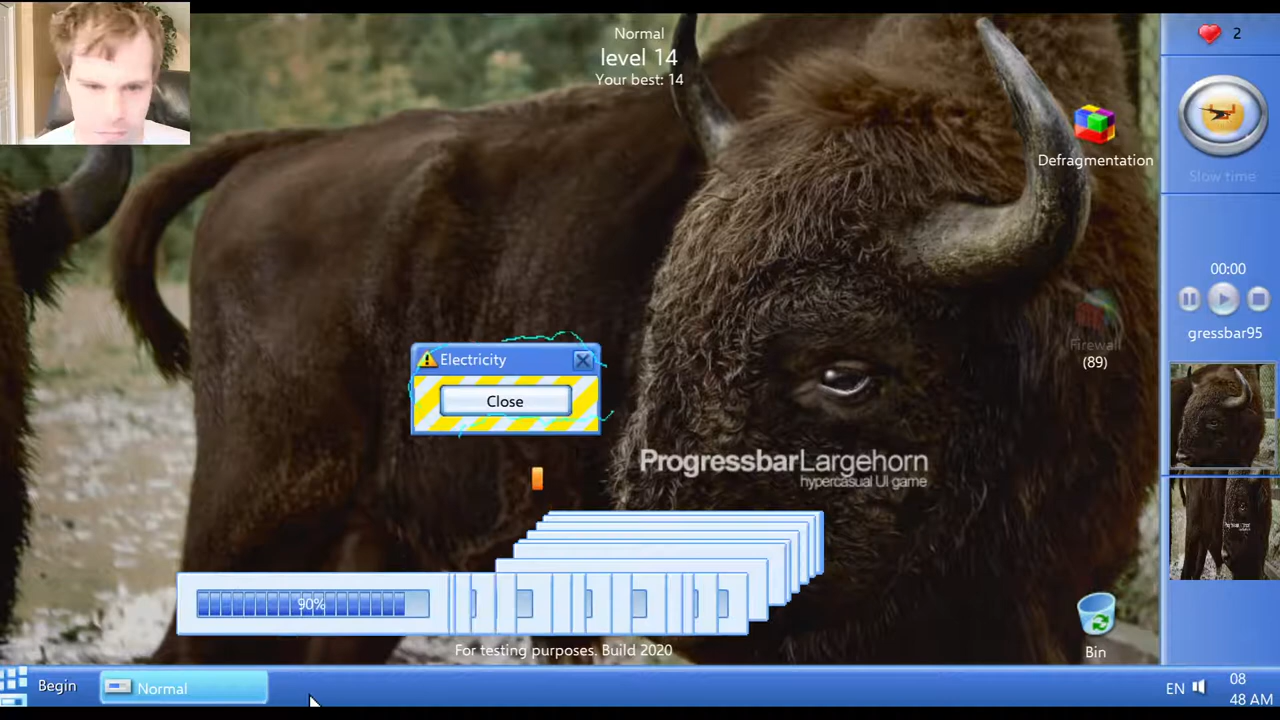 Normal
level 14
Your best: 14
2
Defragmentation
Slow time
00:00
gressbar95
Firewall
(89)
Electricity
Close
ProgressbarLargehorn
hypercasual UI game
90%
For testing purposes. Build 2020
Bin
Begin
Normal
EN
08
48 AM